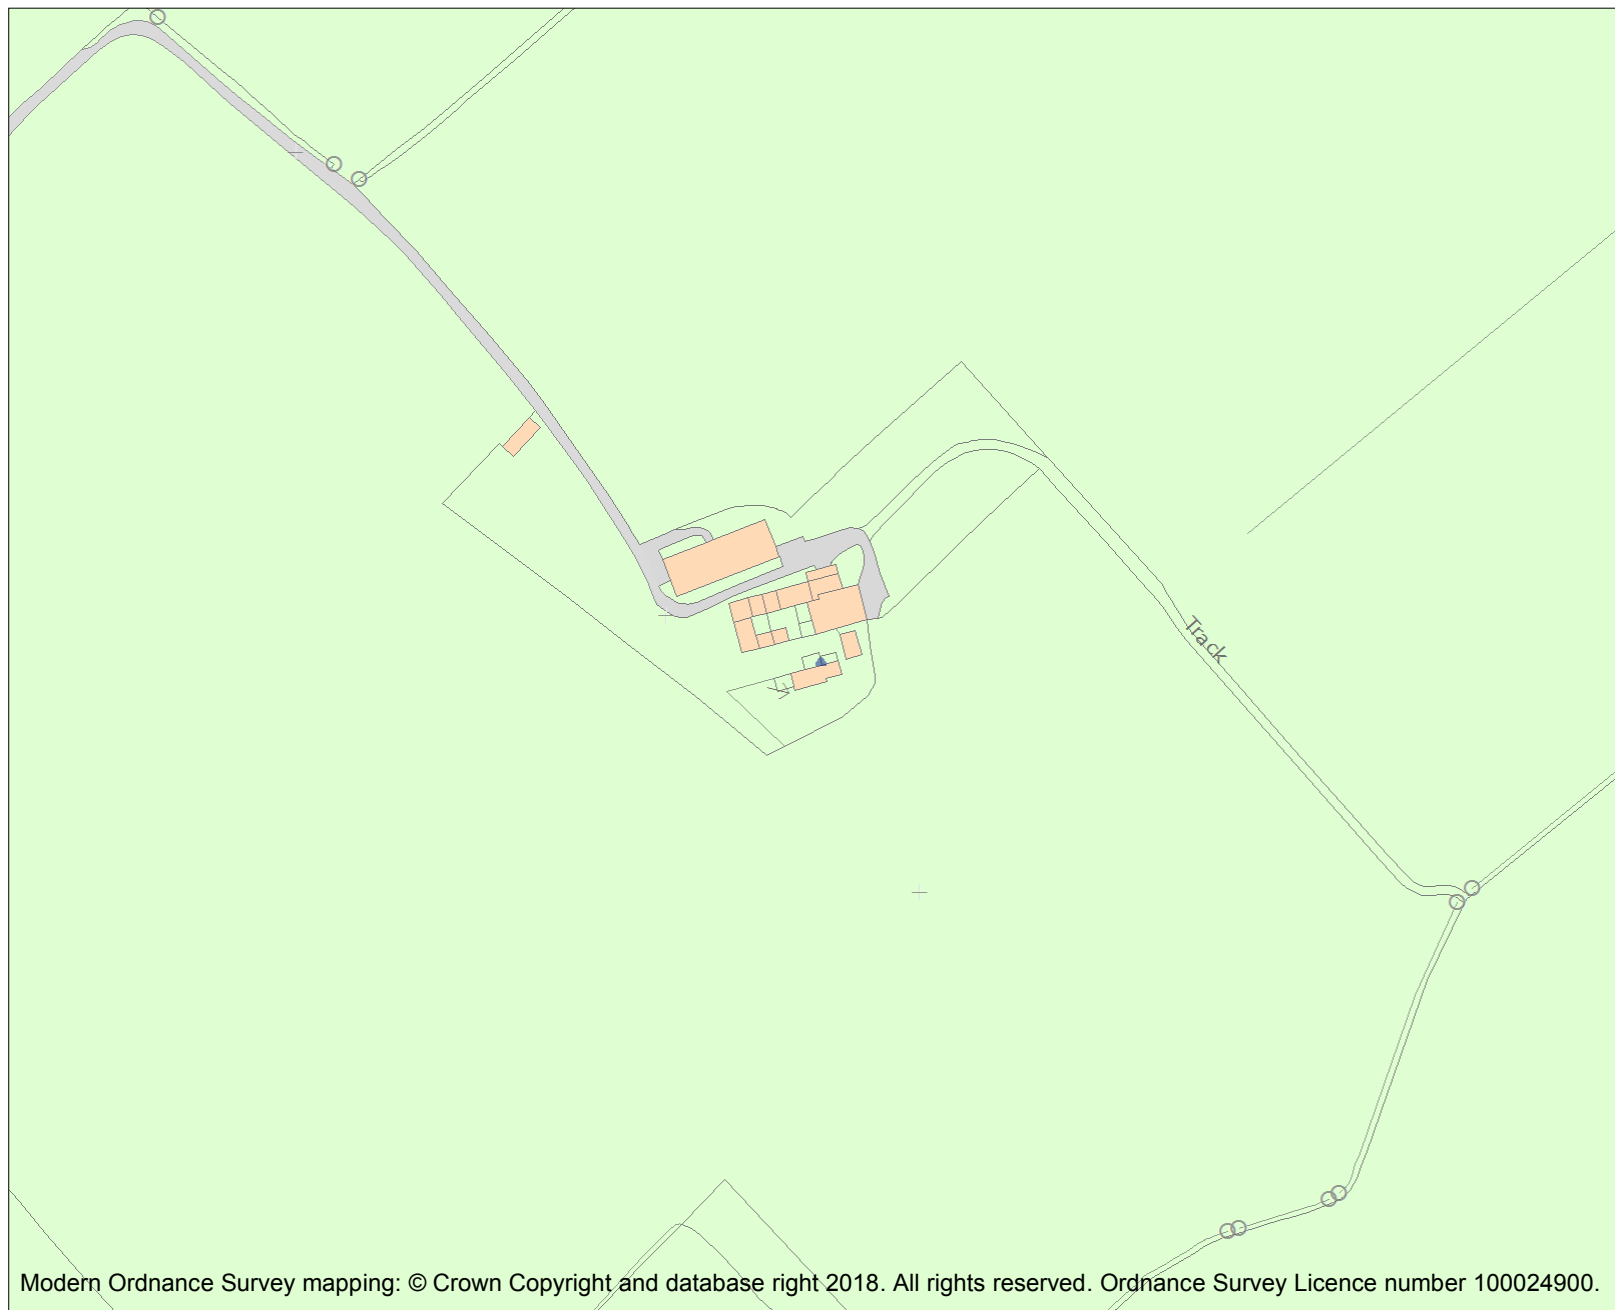 Track
Modern Ordnance Survey mapping: © Crown Copyright and database right 2018. All rights reserved. Ordnance Survey Licence number 100024900.